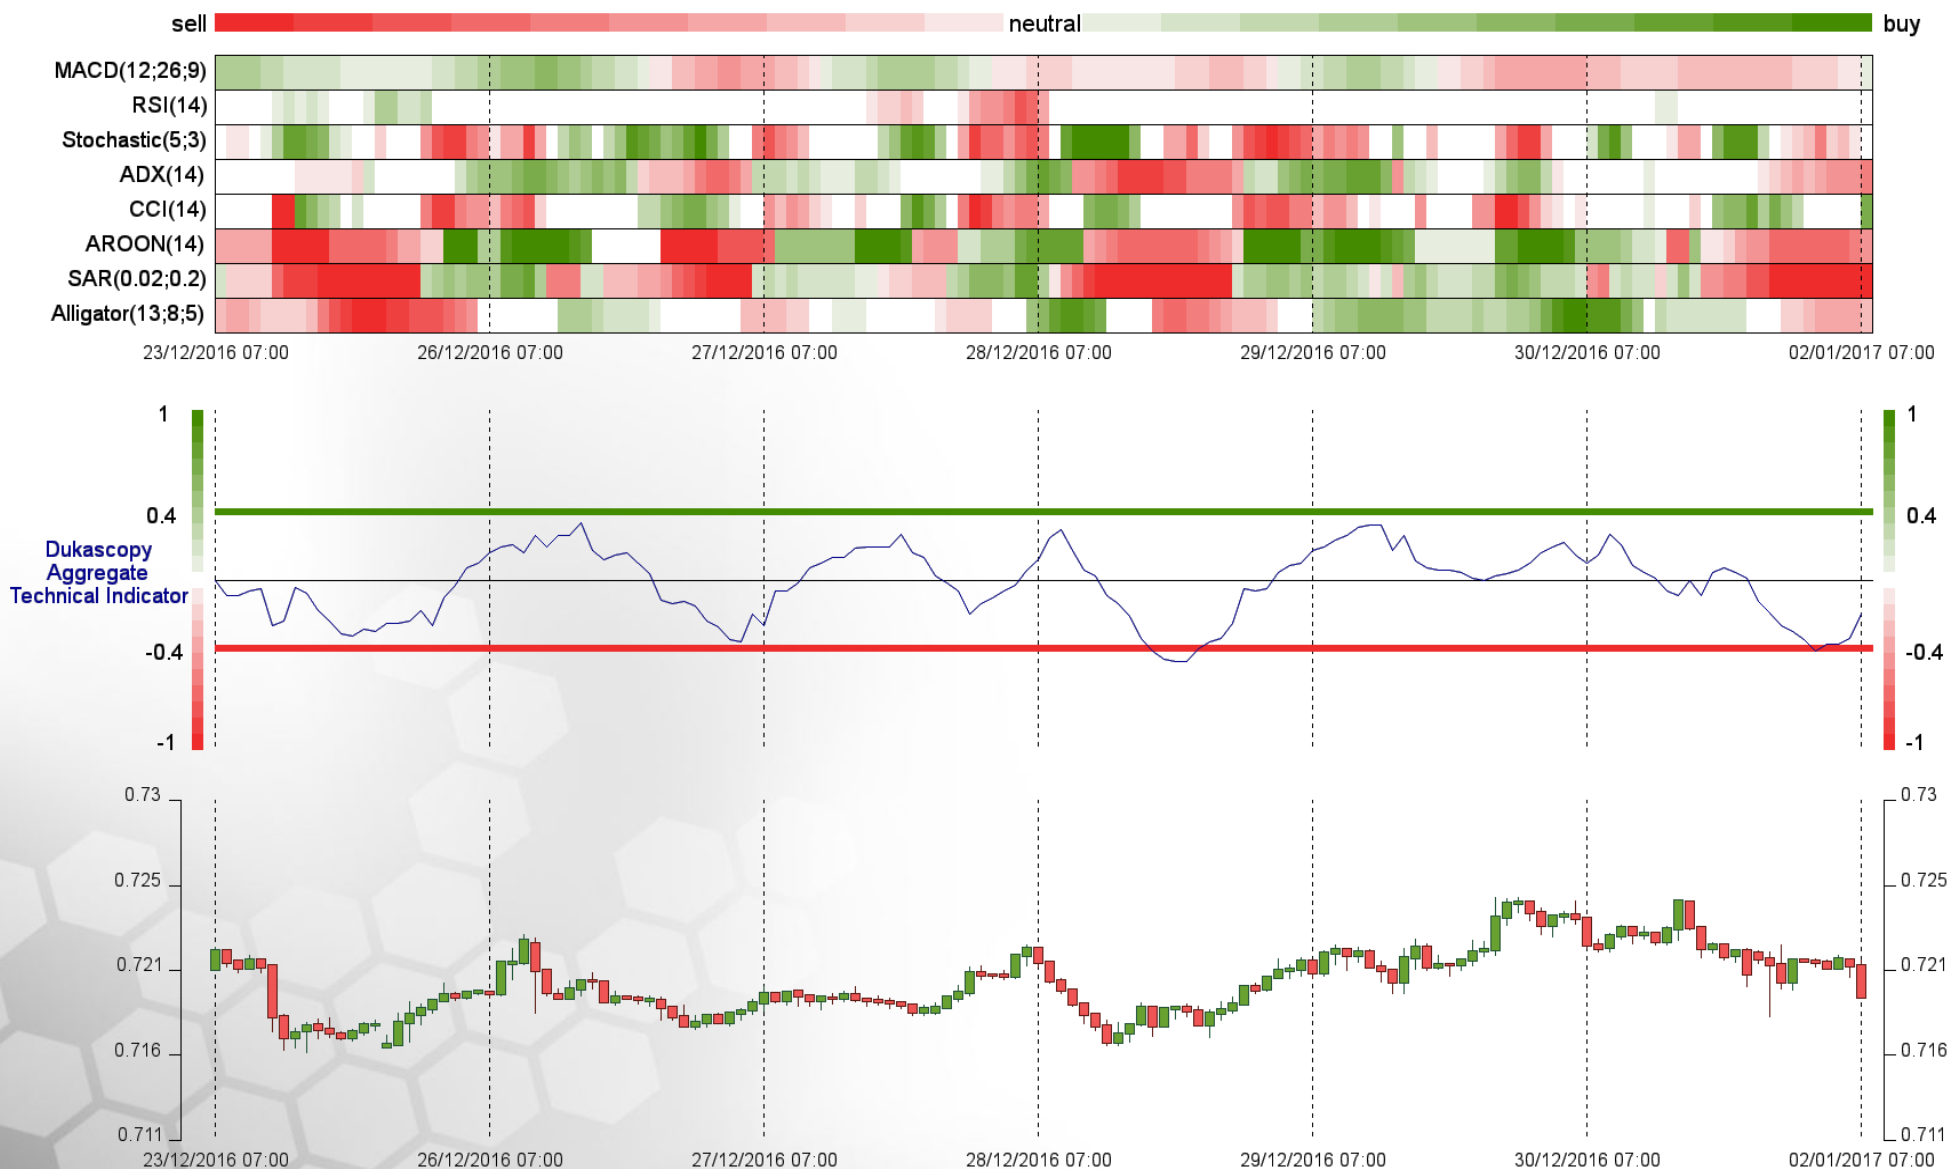 sell neutral buy
MACD(12;26;9)
RSI(14)
Stochastic(5;3)
ADX(14)
CCI(14)
AROON(14)
SAR(0.02;0.2)
Alligator(13;8;5)
23/12/2016 07:00 26/12/2016 07:00 27/12/2016 07:00 28/12/2016 07:00 29/12/2016 07:00 30/12/2016 07:00 02/01/2017 07:00
1 1
0.4 0.4
Dukascopy
Aggregate
Technical Indicator
-0.4 -0.4
-1 -1
0.73 0.73
0.725 0.725
0.721 0.721
0.716 0.716
0.711 0.711
23/12/2016 07:00 26/12/2016 07:00 27/12/2016 07:00 28/12/2016 07:00 29/12/2016 07:00 30/12/2016 07:00 02/01/2017 07:00